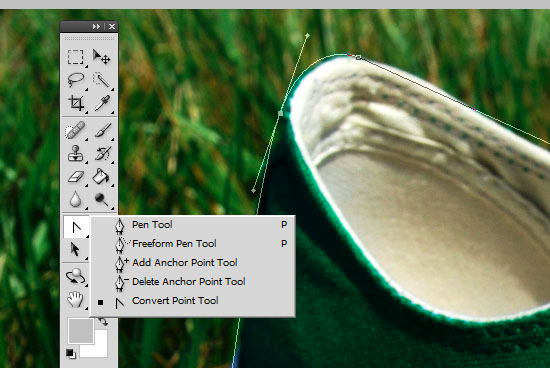 Pen Tool P
Freeform Pen Tool P
Add Anchor Point Tool
Delete Anchor Point Tool
Convert Point Tool